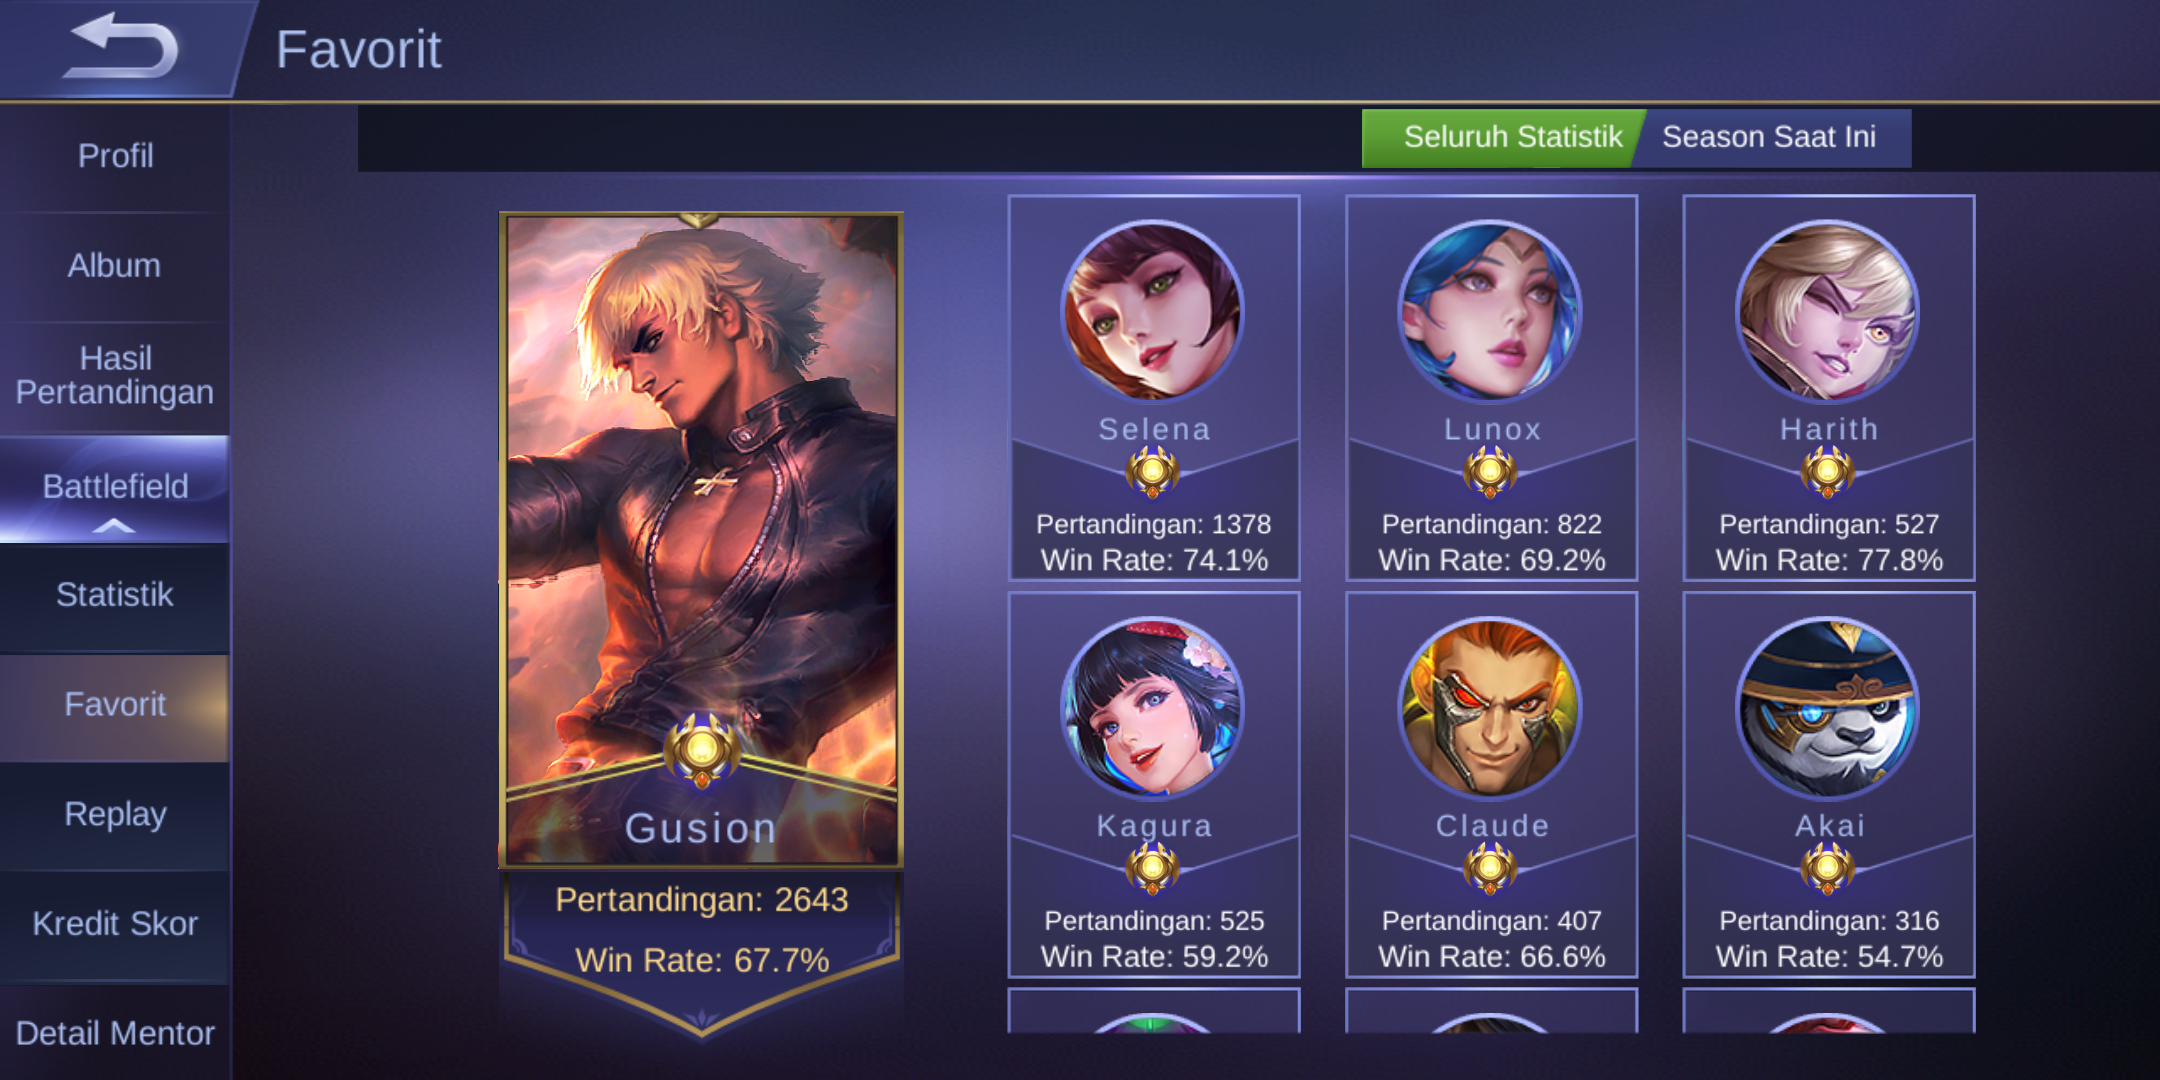 Favorit
Seluruh Statistik
Season Saat Ini
Profil
Album
Hasil
Pertandingan
Battlefield
Statistik
Favorit
Replay
Kredit Skor
Detail Mentor
Gusion
Pertandingan: 2643
Win Rate: 67.7%
Selena
Pertandingan: 1378
Win Rate: 74.1%
Lunox
Pertandingan: 822
Win Rate: 69.2%
Harith
Pertandingan: 527
Win Rate: 77.8%
Kagura
Pertandingan: 525
Win Rate: 59.2%
Claude
Pertandingan: 407
Win Rate: 66.6%
Akai
Pertandingan: 316
Win Rate: 54.7%